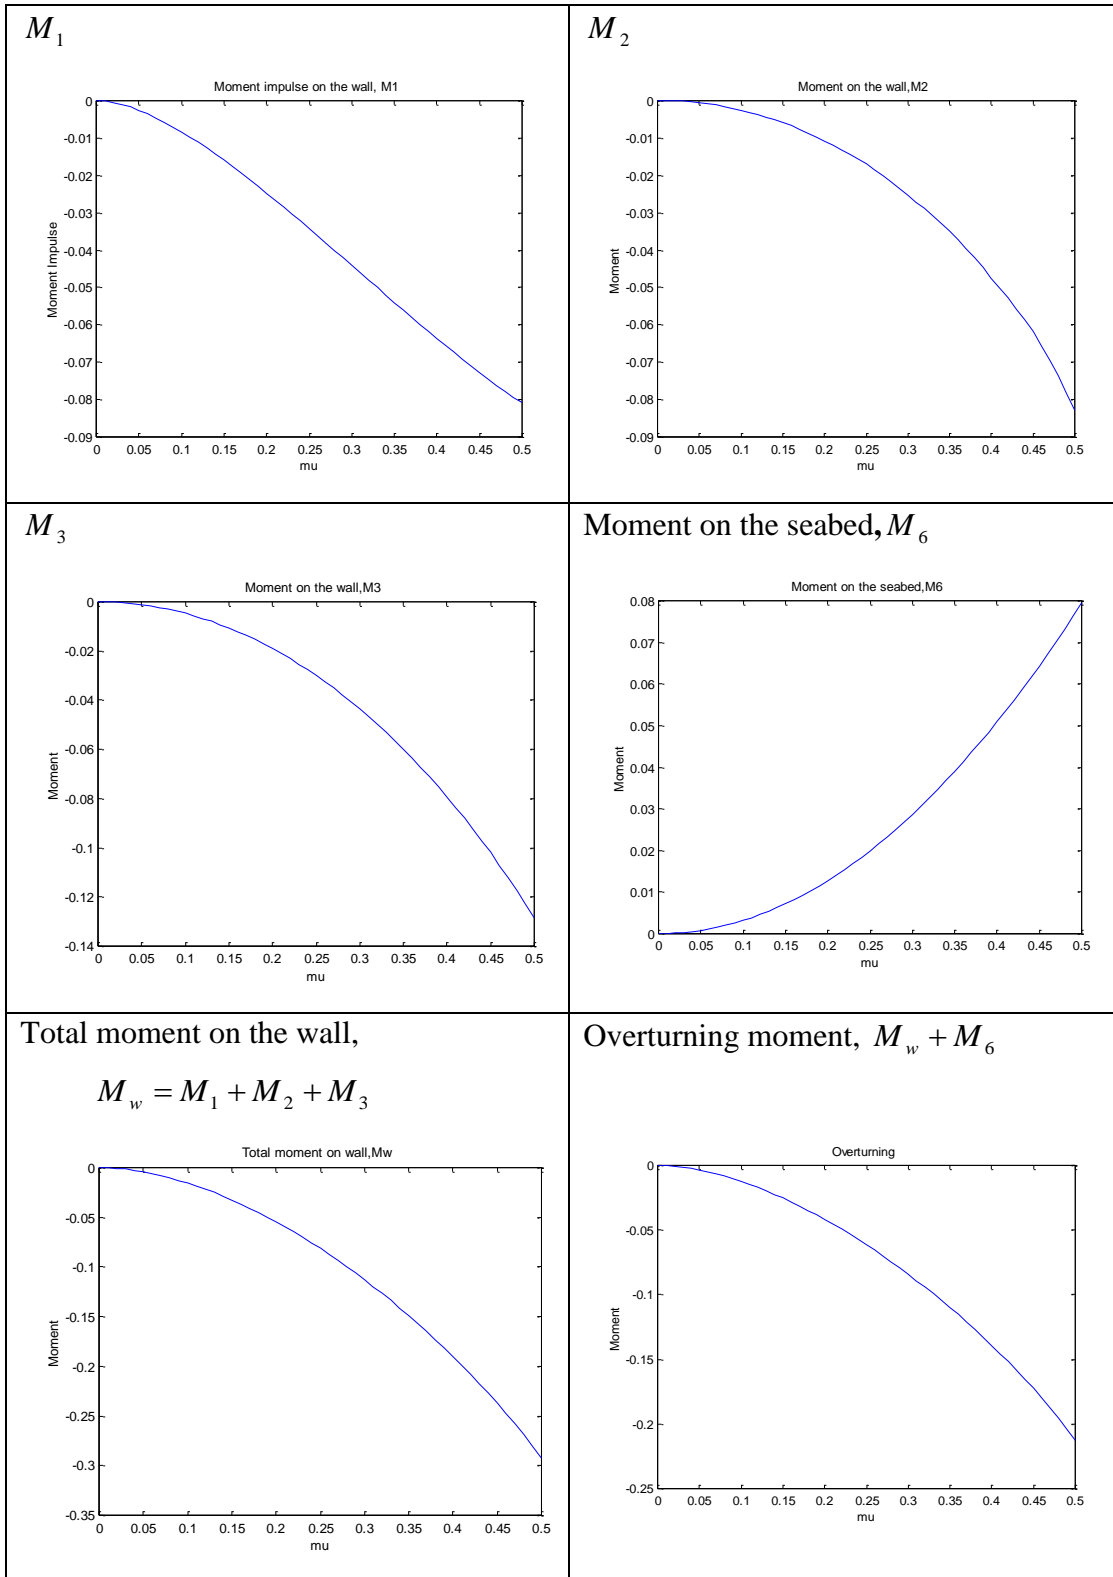 M1
Moment impulse on the wall, M1
0
-0.01
-0.02
-0.03
-0.04
-0.05
-0.06
-0.07
-0.08
-0.09
Moment Impulse
0 0.05 0.1 0.15 0.2 0.25 0.3 0.35 0.4 0.45 0.5
mu
M2
Moment on the wall,M2
0
-0.01
-0.02
-0.03
-0.04
-0.05
-0.06
-0.07
-0.08
-0.09
Moment
0 0.05 0.1 0.15 0.2 0.25 0.3 0.35 0.4 0.45 0.5
mu
M3
Moment on the wall,M3
0
-0.02
-0.04
-0.06
-0.08
-0.1
-0.12
-0.14
Moment
0 0.05 0.1 0.15 0.2 0.25 0.3 0.35 0.4 0.45 0.5
mu
Moment on the seabed, M6
Moment on the seabed,M6
0.08
0.07
0.06
0.05
0.04
0.03
0.02
0.01
0
Moment
0 0.05 0.1 0.15 0.2 0.25 0.3 0.35 0.4 0.45 0.5
mu
Total moment on the wall,
Mw = M1 + M2 + M3
Total moment on wall,Mw
0
-0.05
-0.1
-0.15
-0.2
-0.25
-0.3
-0.35
Moment
0 0.05 0.1 0.15 0.2 0.25 0.3 0.35 0.4 0.45 0.5
mu
Overturning moment, Mw + M6
Overturning
0
-0.05
-0.1
-0.15
-0.2
-0.25
Moment
0 0.05 0.1 0.15 0.2 0.25 0.3 0.35 0.4 0.45 0.5
mu